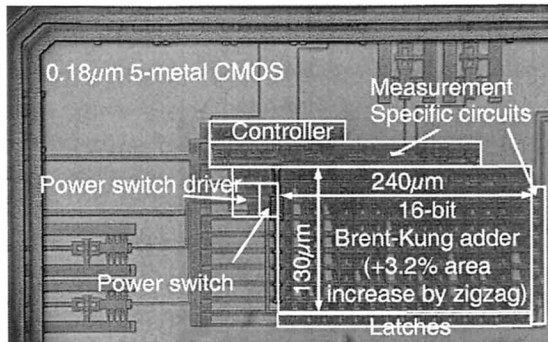 0.18μm 5-metal CMOS
Measurement
Specific circuits
Controller
Power switch driver
240μm
16-bit
Brent-Kung adder
(+3.2% area
increase by zigzag)
130μm
Power switch
Latches